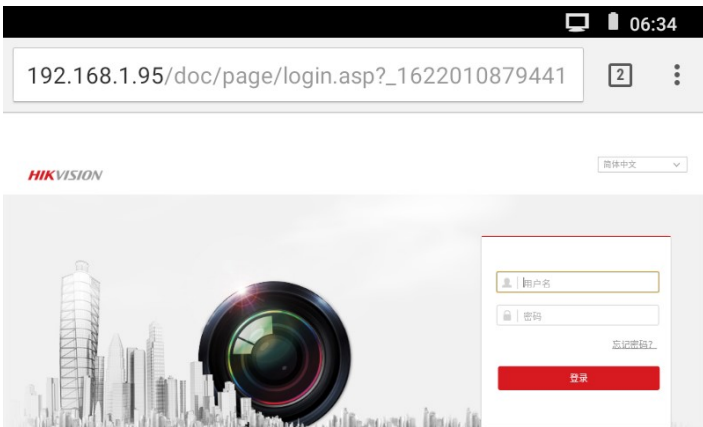 06:34
192.168.1.95/doc/page/login.asp?_1622010879441
2
简体中文
HIKVISION
用户名
密码
忘记密码?
登录